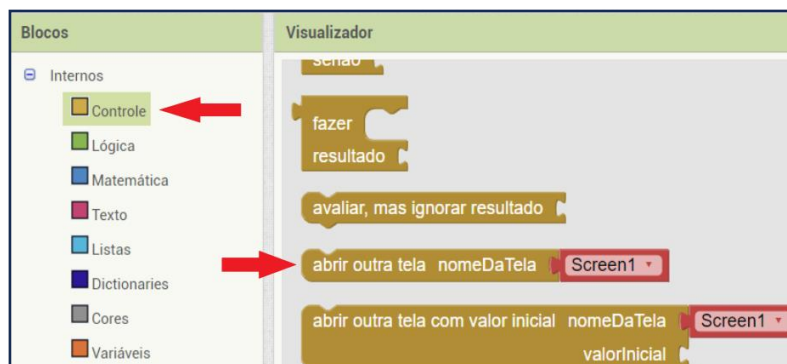 Blocos
Internos
Controle
Lógica
Matemática
Texto
Listas
Dictionaries
Cores
Variáveis
Visualizador
senão
fazer
resultado
avaliar, mas ignorar resultado
abrir outra tela nomeDaTela Screen1
abrir outra tela com valor inicial nomeDaTela Screen1
valorInicial